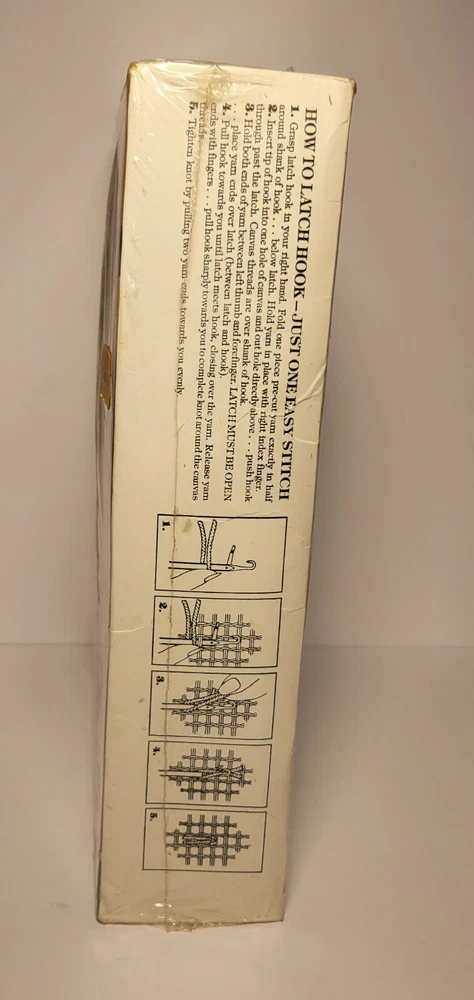 HOW TO LATCH HOOK — JUST ONE EASY STITCH
1. Grasp latch hook in your right hand. Fold one piece pre-cut yarn exactly in half
around shank of hook . . . below latch. Hold yarn in place with right index finger.
2. Insert tip of hook into one hole of canvas and out hole directly above . . . push hook
through past the latch. Canvas threads are over shank of hook.
3. Hold both ends of yarn between left thumb and forefinger. LATCH MUST BE OPEN
. . . place yarn ends over latch (between latch and hook).
4. Pull hook towards you until latch meets hook, closing over the yarn. Release yarn
ends with fingers . . . pull hook sharply towards you to complete knot around the canvas
threads.
5. Tighten knot by pulling two yarn ends towards you evenly.
1.
2.
3.
4.
5.